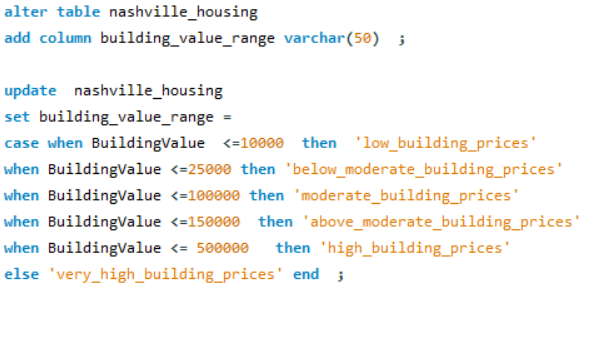 alter table nashville_housing
add column building_value_range varchar(50)  ;
update  nashville_housing
set building_value_range =
case when BuildingValue  <=10000  then  'low_building_prices'
when BuildingValue <=25000 then 'below_moderate_building_prices'
when BuildingValue <=100000 then 'moderate_building_prices'
when BuildingValue <=150000  then 'above_moderate_building_prices'
when BuildingValue <= 500000   then 'high_building_prices'
else 'very_high_building_prices' end  ;